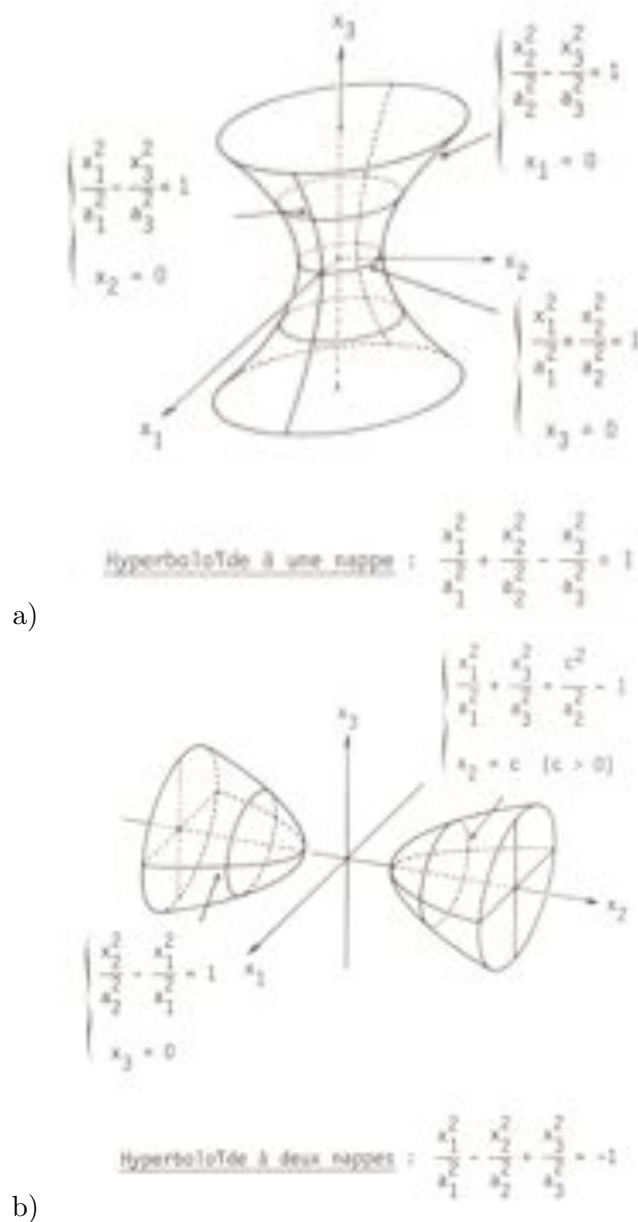 x₃
x₂²/a₂² - x₃²/a₃² = 1
x₁ = 0
x₁²/a₁² - x₃²/a₃² = 1
x₂ = 0
x₂
x₁²/a₁² + x₂²/a₂² = 1
x₃ = 0
x₁
Hyperboloïde à une nappe : x₁²/a₁² + x₂²/a₂² - x₃²/a₃² = 1
a)
x₁²/a₁² + x₃²/a₃² = c²/a₂² - 1
x₂ = c (c > 0)
x₃
x₂
x₁
x₂²/a₂² - x₁²/a₁² = 1
x₃ = 0
Hyperboloïde à deux nappes : x₁²/a₁² - x₂²/a₂² + x₃²/a₃² = -1
b)